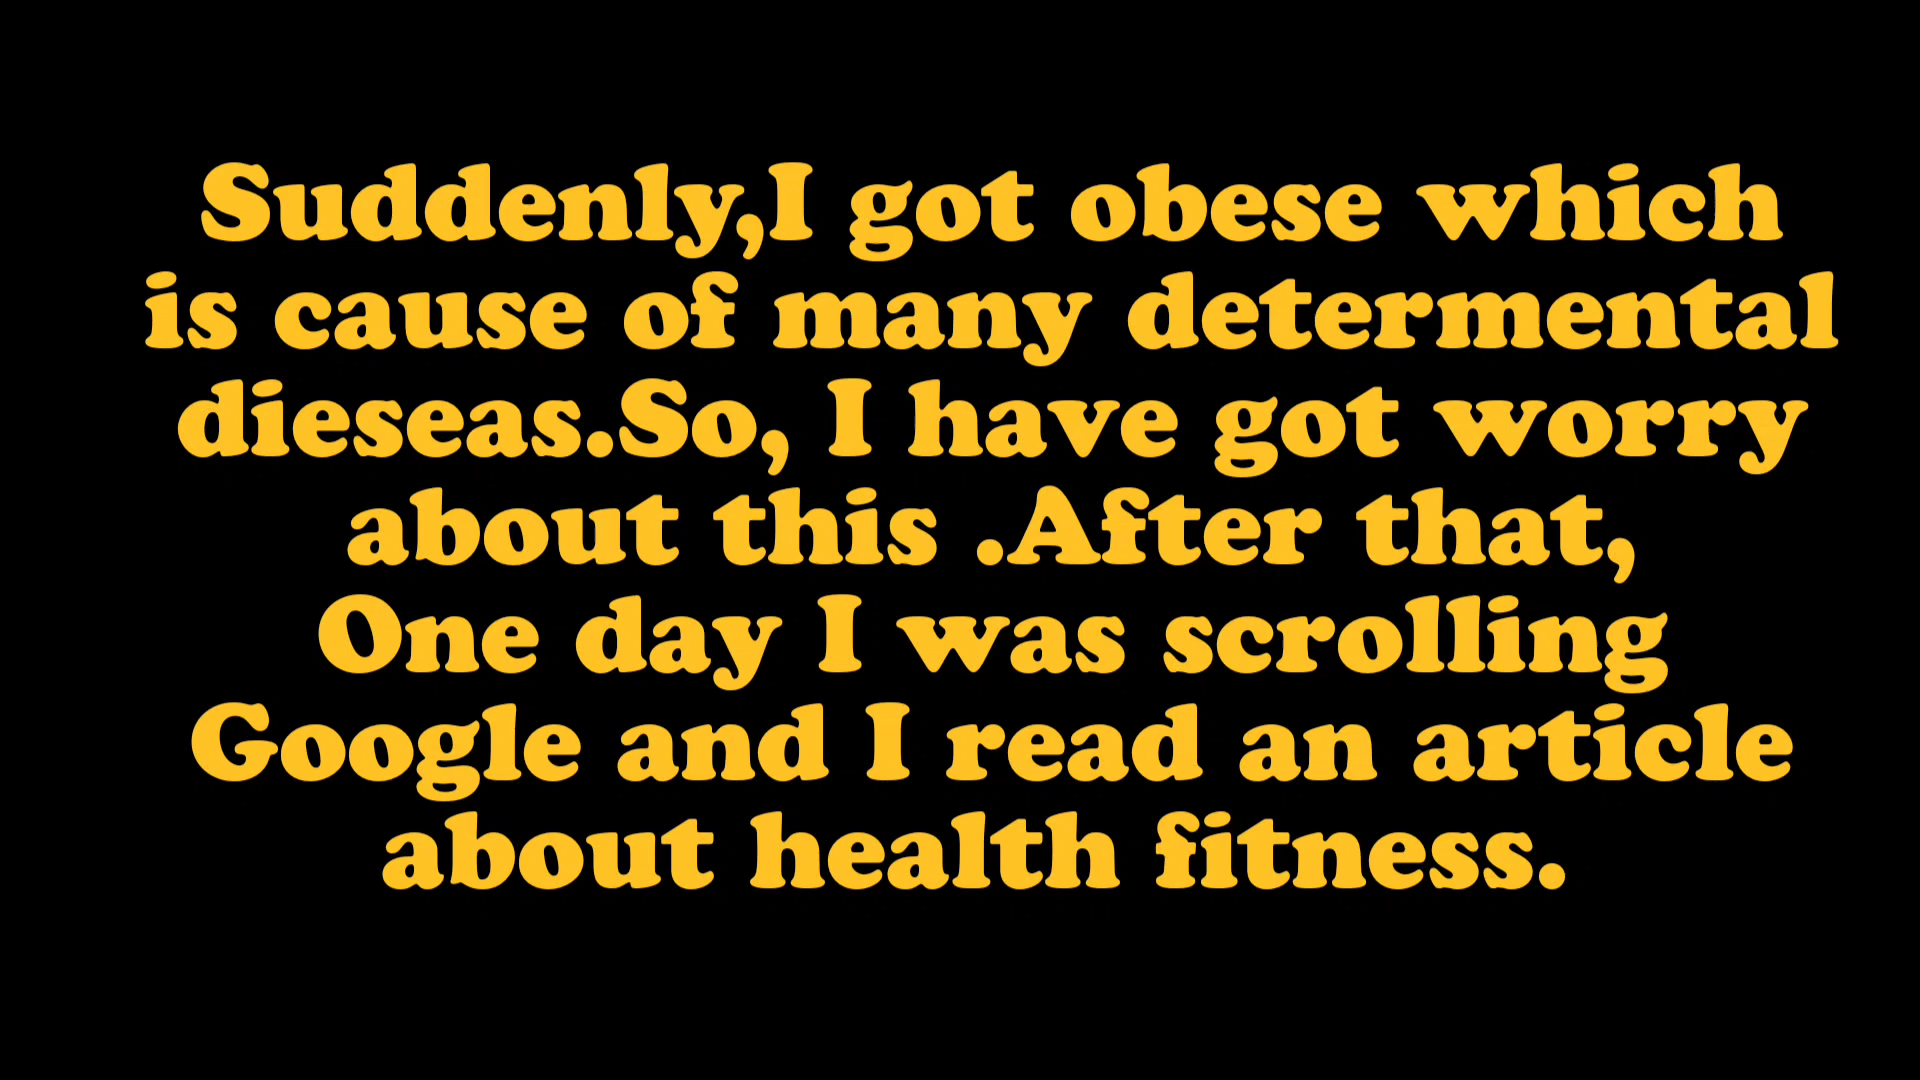 Suddenly,I got obese which
is cause of many determental
dieseas.So, I have got worry
about this .After that,
One day I was scrolling
Google and I read an article
about health fitness.